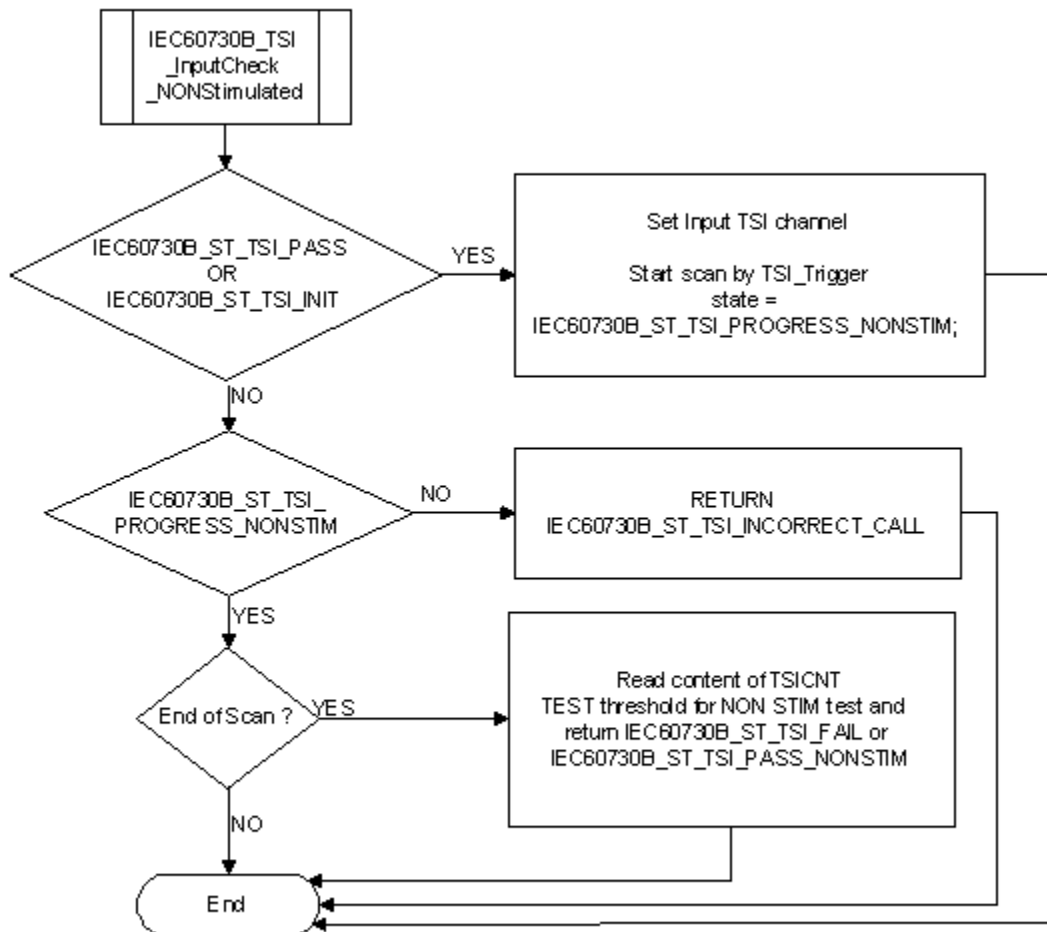 IEC60730B_TSI
_InputCheck
_NONStimulated
IEC60730B_ST_TSI_PASS
OR
IEC60730B_ST_TSI_INIT
YES
Set Input TSI channel
Start scan by TSI_Trigger
state =
IEC60730B_ST_TSI_PROGRESS_NONSTIM;
NO
IEC60730B_ST_TSI_
PROGRESS_NONSTIM
NO
RETURN
IEC60730B_ST_TSI_INCORRECT_CALL
YES
End of Scan ?
YES
Read content of TSICNT
TEST threshold for NON STIM test and
return IEC60730B_ST_TSI_FAIL or
IEC60730B_ST_TSI_PASS_NONSTIM
NO
End